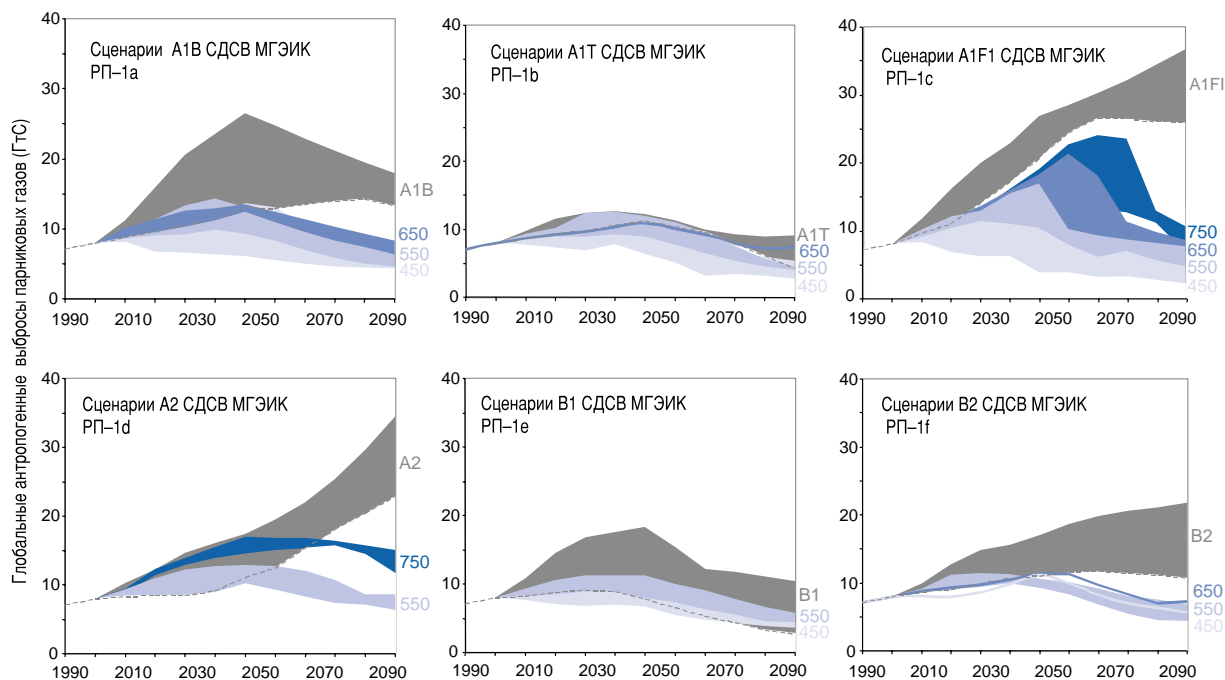 Глобальные антропогенные выбросы парниковых газов (ГтС)
40
30
20
10
0
1990 2010 2030 2050 2070 2090
Сценарии А1В СДСВ МГЭИК
РП–1a
A1B
650
550
450
40
30
20
10
0
1990 2010 2030 2050 2070 2090
Сценарии А1Т СДСВ МГЭИК
РП–1b
A1T
650
550
450
40
30
20
10
0
1990 2010 2030 2050 2070 2090
Сценарии A1F1 СДСВ МГЭИК
РП–1c
A1FI
750
650
550
450
40
30
20
10
0
1990 2010 2030 2050 2070 2090
Сценарии А2 СДСВ МГЭИК
РП–1d
A2
750
550
40
30
20
10
0
1990 2010 2030 2050 2070 2090
Сценарии В1 СДСВ МГЭИК
РП–1e
B1
550
450
40
30
20
10
0
1990 2010 2030 2050 2070 2090
Сценарии В2 СДСВ МГЭИК
РП–1f
B2
650
550
450